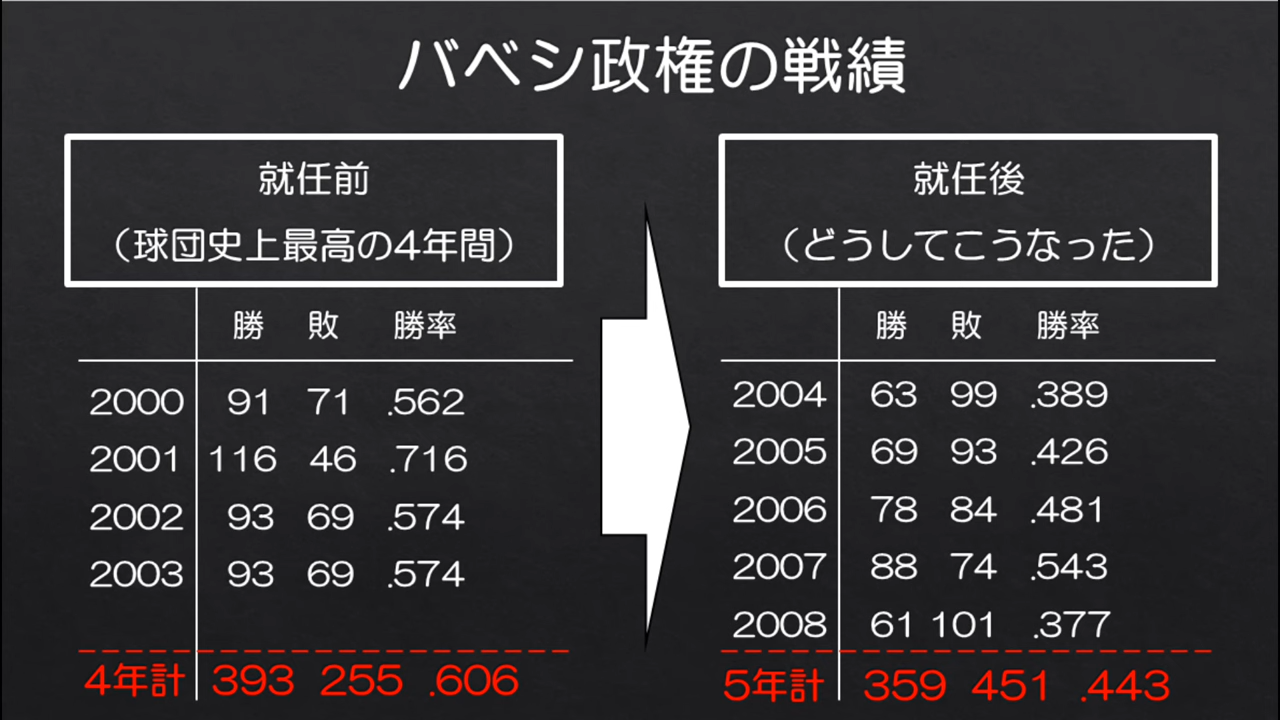 バベシ政権の戦績
就任前
（球団史上最高の4年間）
勝 敗 勝率
2000 91 71 .562
2001 116 46 .716
2002 93 69 .574
2003 93 69 .574
4年計 393 255 .606
就任後
（どうしてこうなった）
勝 敗 勝率
2004 63 99 .389
2005 69 93 .426
2006 78 84 .481
2007 88 74 .543
2008 61 101 .377
5年計 359 451 .443